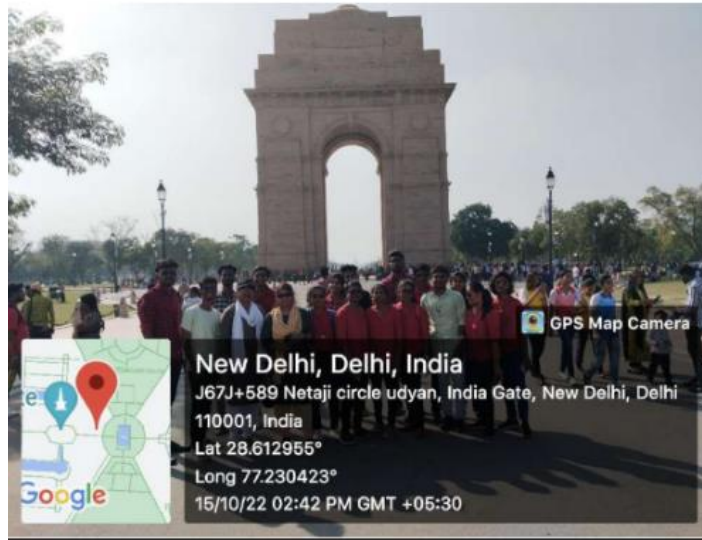 GPS Map Camera
New Delhi, Delhi, India
J67J+589 Netaji circle udyan, India Gate, New Delhi, Delhi
110001, India
Lat 28.612955°
Long 77.230423°
15/10/22 02:42 PM GMT +05:30
Google